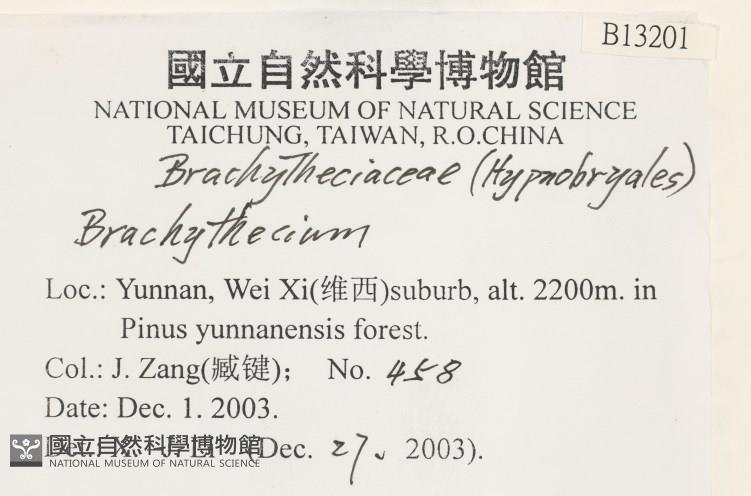 B13201
國立自然科學博物館
NATIONAL MUSEUM OF NATURAL SCIENCE
TAICHUNG, TAIWAN, R.O.CHINA
Brachytheciaceae (Hypnobryales)
Brachythecium
Loc.: Yunnan, Wei Xi(维西)suburb, alt. 2200m. in
Pinus yunnanensis forest.
Col.: J. Zang(臧键); No. 458
Date: Dec. 1. 2003.
(Dec. 27. 2003).
國立自然科學博物館
NATIONAL MUSEUM OF NATURAL SCIENCE